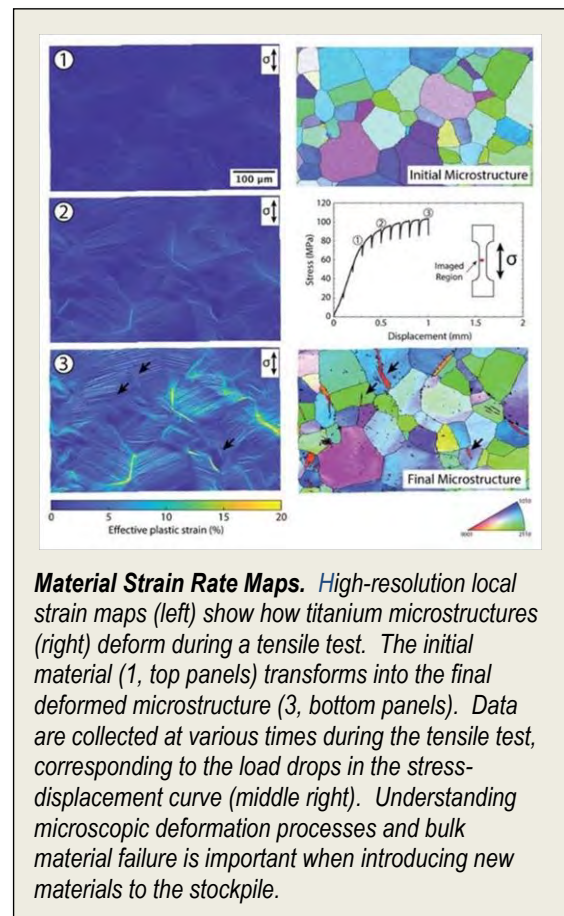 1
σ
100 µm
Initial Microstructure
2
σ
Stress (MPa)
120
100
80
60
40
20
0
1
2
3
Imaged
Region
σ
0
0.5
1
1.5
2
Displacement (mm)
3
σ
Final Microstructure
0
5
10
15
20
Effective plastic strain (%)
0001
Material Strain Rate Maps. High-resolution local
strain maps (left) show how titanium microstructures
(right) deform during a tensile test. The initial
material (1, top panels) transforms into the final
deformed microstructure (3, bottom panels). Data
are collected at various times during the tensile test,
corresponding to the load drops in the stress-
displacement curve (middle right). Understanding
microscopic deformation processes and bulk
material failure is important when introducing new
materials to the stockpile.